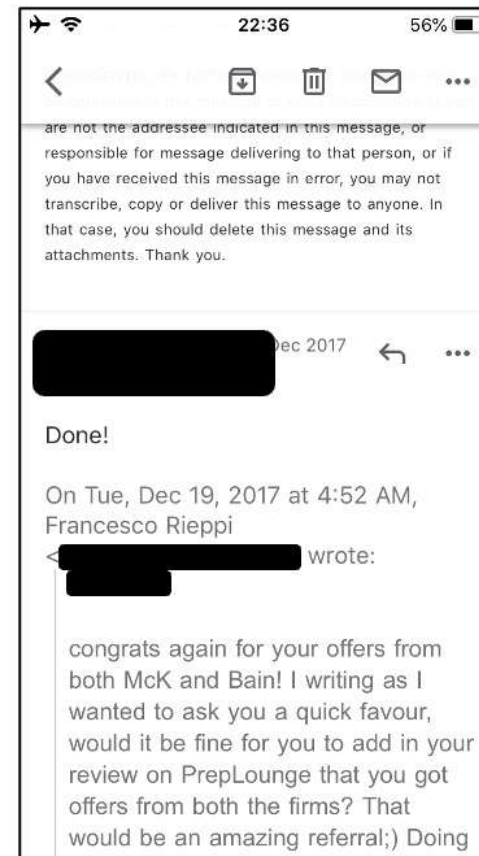 22:36
56%
are not the addressee indicated in this message, or
responsible for message delivering to that person, or if
you have received this message in error, you may not
transcribe, copy or deliver this message to anyone. In
that case, you should delete this message and its
attachments. Thank you.
Dec 2017
Done!
On Tue, Dec 19, 2017 at 4:52 AM,
Francesco Rieppi
< wrote:
congrats again for your offers from
both McK and Bain! I writing as I
wanted to ask you a quick favour,
would it be fine for you to add in your
review on PrepLounge that you got
offers from both the firms? That
would be an amazing referral;) Doing